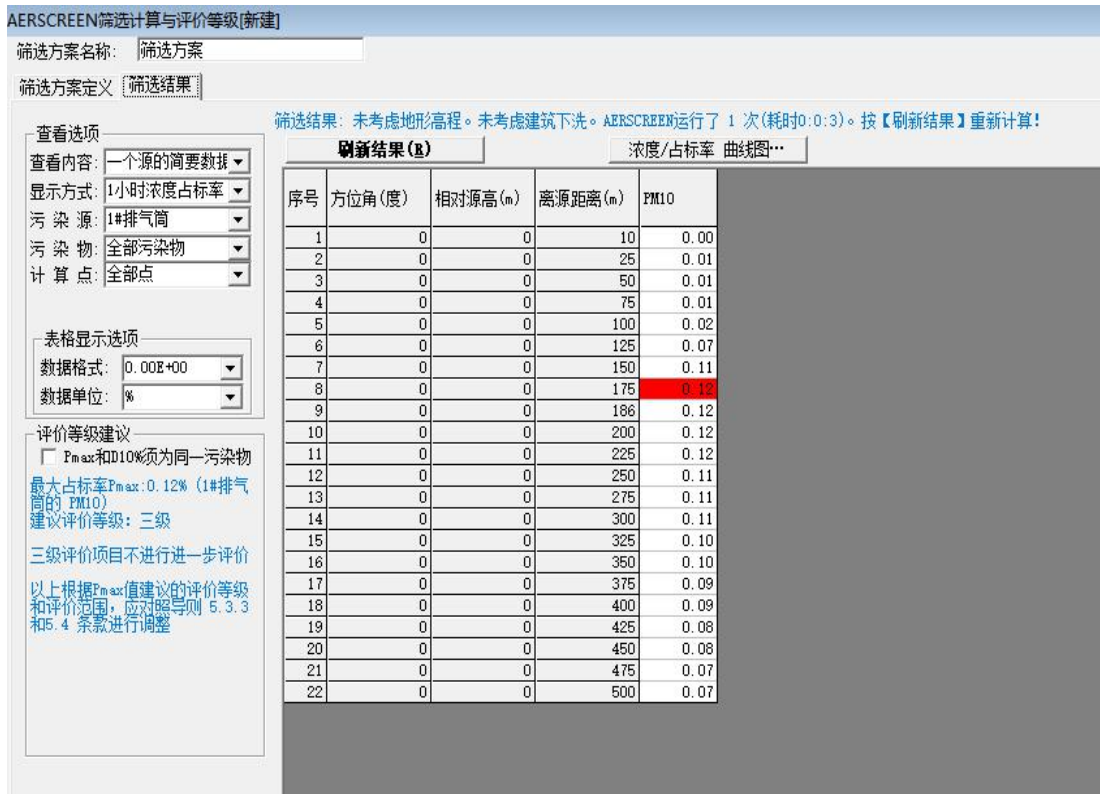 AERSCREEN筛选计算与评价等级[新建]
筛选方案名称: 筛选方案
筛选方案定义 筛选结果
筛选结果: 未考虑地形高程。未考虑建筑下洗。AERSCREEN运行了 1 次(耗时0:0:3)。按【刷新结果】重新计算!
刷新结果(R) 浓度/占标率 曲线图…
查看选项
查看内容: 一个源的简要数据
显示方式: 1小时浓度占标率
污 染 源: 1#排气筒
污 染 物: 全部污染物
计 算 点: 全部点
表格显示选项
数据格式: 0.00E+00
数据单位: %
评价等级建议
Pmax和D10%须为同一污染物
最大占标率Pmax:0.12% (1#排气
筒的 PM10)
建议评价等级: 三级
三级评价项目不进行进一步评价
以上根据Pmax值建议的评价等级
和评价范围，应对照导则 5.3.3
和5.4 条款进行调整
序号 方位角(度) 相对源高(m) 离源距离(m) PM10
1 0 0 10 0.00
2 0 0 25 0.01
3 0 0 50 0.01
4 0 0 75 0.01
5 0 0 100 0.02
6 0 0 125 0.07
7 0 0 150 0.11
8 0 0 175 0.12
9 0 0 186 0.12
10 0 0 200 0.12
11 0 0 225 0.12
12 0 0 250 0.11
13 0 0 275 0.11
14 0 0 300 0.11
15 0 0 325 0.10
16 0 0 350 0.10
17 0 0 375 0.09
18 0 0 400 0.09
19 0 0 425 0.08
20 0 0 450 0.08
21 0 0 475 0.07
22 0 0 500 0.07